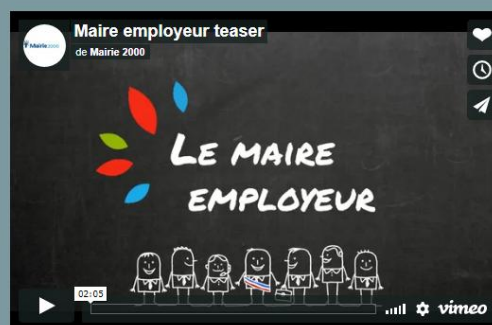 Mairie2000
Maire employeur teaser
de Mairie 2000
LE MAIRE
EMPLOYEUR
02:05
vimeo